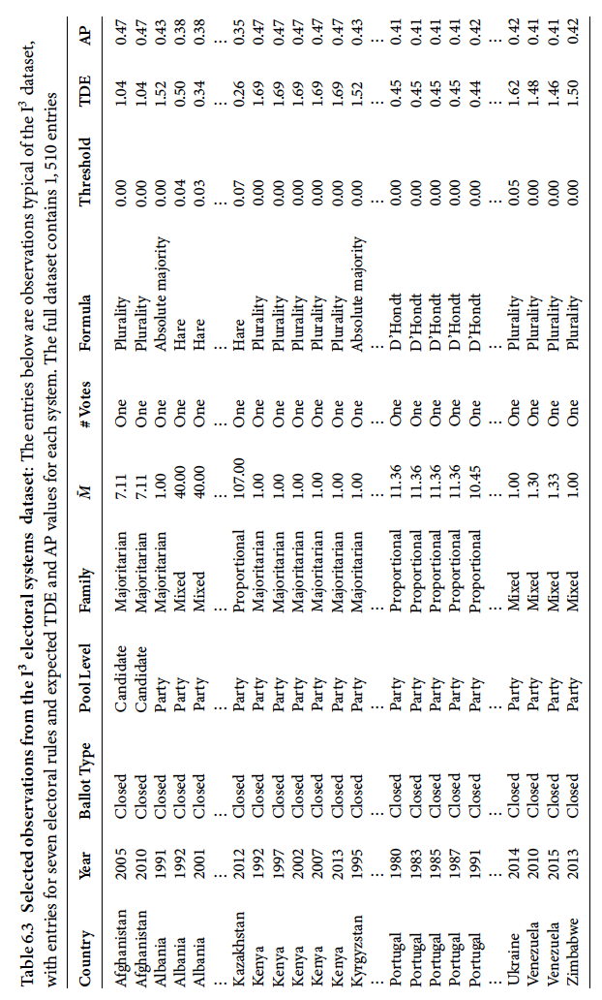 Table 6.3 Selected observations from the I³ electoral systems dataset: The entries below are observations typical of the I³ dataset,
with entries for seven electoral rules and expected TDE and AP values for each system. The full dataset contains 1,510 entries
Country Year Ballot Type Pool Level Family M̄ # Votes Formula Threshold TDE AP
Afghanistan 2005 Closed Candidate Majoritarian 7.11 One Plurality 0.00 1.04 0.47
Afghanistan 2010 Closed Candidate Majoritarian 7.11 One Plurality 0.00 1.04 0.47
Albania 1991 Closed Party Majoritarian 1.00 One Absolute majority 0.00 1.52 0.43
Albania 1992 Closed Party Mixed 40.00 One Hare 0.04 0.50 0.38
Albania 2001 Closed Party Mixed 40.00 One Hare 0.03 0.34 0.38
⋮ ⋮ ⋮ ⋮ ⋮ ⋮ ⋮ ⋮ ⋮ ⋮ ⋮
Kazakhstan 2012 Closed Party Proportional 107.00 One Hare 0.07 0.26 0.35
Kenya 1992 Closed Party Majoritarian 1.00 One Plurality 0.00 1.69 0.47
Kenya 1997 Closed Party Majoritarian 1.00 One Plurality 0.00 1.69 0.47
Kenya 2002 Closed Party Majoritarian 1.00 One Plurality 0.00 1.69 0.47
Kenya 2007 Closed Party Majoritarian 1.00 One Plurality 0.00 1.69 0.47
Kenya 2013 Closed Party Majoritarian 1.00 One Plurality 0.00 1.69 0.47
Kyrgyzstan 1995 Closed Party Majoritarian 1.00 One Absolute majority 0.00 1.52 0.43
⋮ ⋮ ⋮ ⋮ ⋮ ⋮ ⋮ ⋮ ⋮ ⋮ ⋮
Portugal 1980 Closed Party Proportional 11.36 One D'Hondt 0.00 0.45 0.41
Portugal 1983 Closed Party Proportional 11.36 One D'Hondt 0.00 0.45 0.41
Portugal 1985 Closed Party Proportional 11.36 One D'Hondt 0.00 0.45 0.41
Portugal 1987 Closed Party Proportional 11.36 One D'Hondt 0.00 0.45 0.41
Portugal 1991 Closed Party Proportional 10.45 One D'Hondt 0.00 0.44 0.42
⋮ ⋮ ⋮ ⋮ ⋮ ⋮ ⋮ ⋮ ⋮ ⋮ ⋮
Ukraine 2014 Closed Party Mixed 1.00 One Plurality 0.05 1.62 0.42
Venezuela 2010 Closed Party Mixed 1.30 One Plurality 0.00 1.48 0.41
Venezuela 2015 Closed Party Mixed 1.33 One Plurality 0.00 1.46 0.41
Zimbabwe 2013 Closed Party Mixed 1.00 One Plurality 0.00 1.50 0.42